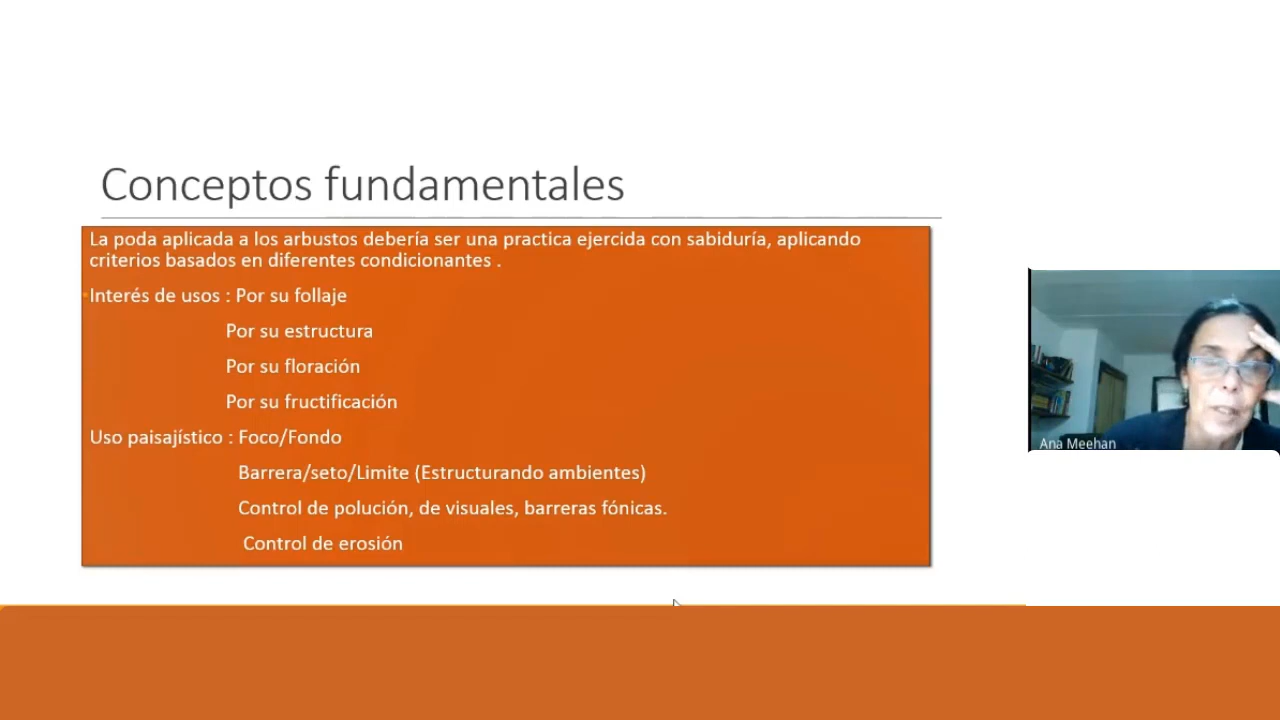 Conceptos fundamentales
La poda aplicada a los arbustos debería ser una practica ejercida con sabiduría, aplicando
criterios basados en diferentes condicionantes .
Interés de usos : Por su follaje
Por su estructura
Por su floración
Por su fructificación
Uso paisajístico : Foco/Fondo
Barrera/seto/Limite (Estructurando ambientes)
Control de polución, de visuales, barreras fónicas.
Control de erosión
Ana Meehan